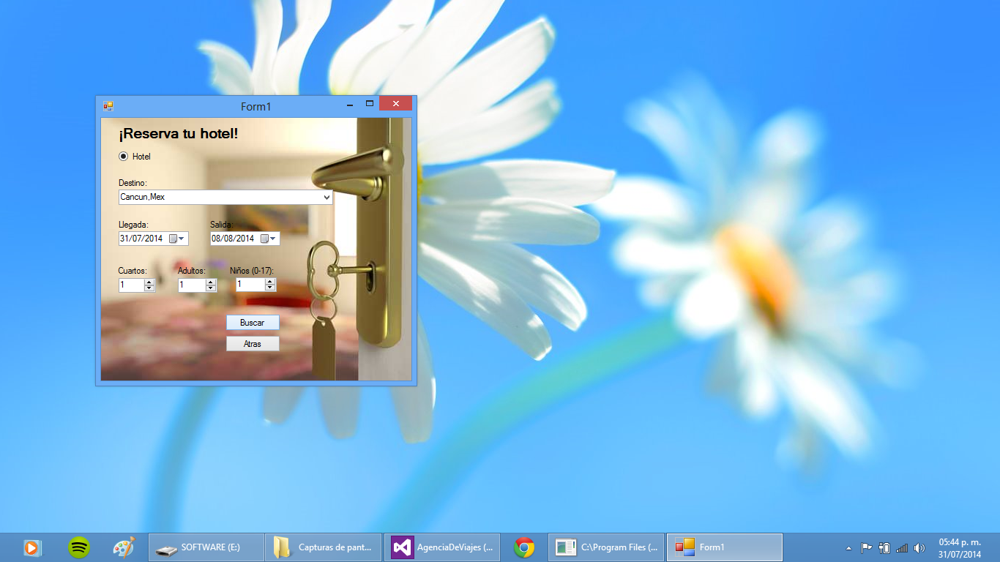 Form1
¡Reserva tu hotel!
Hotel
Destino:
Cancun,Mex
Llegada: Salida:
31/07/2014 08/08/2014
Cuartos: Adultos: Niños (0-17):
1 1 1
Buscar
Atras
SOFTWARE (E:) Capturas de pant... AgenciaDeViajes (... C:\Program Files (... Form1
05:44 p. m.
31/07/2014